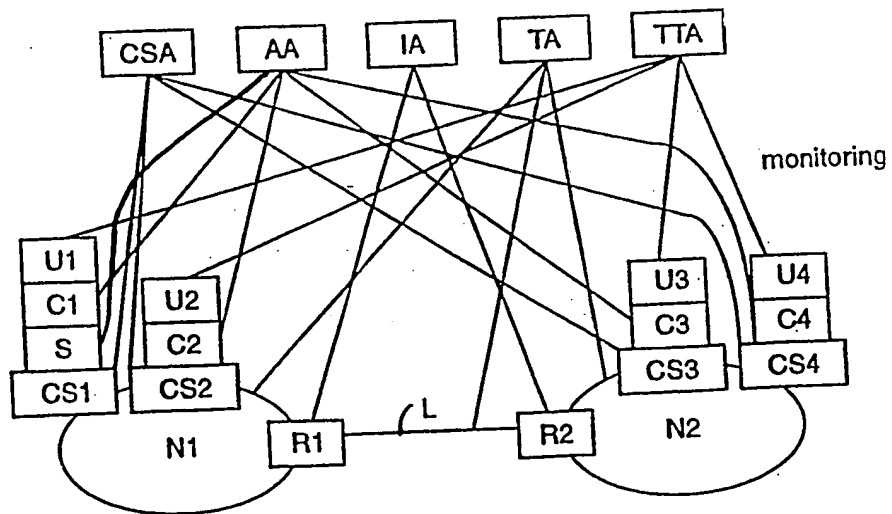 CSA AA IA TA TTA
monitoring
U1
C1
S
CS1
U2
C2
CS2
U3
C3
CS3
U4
C4
CS4
N1
R1
L
R2
N2